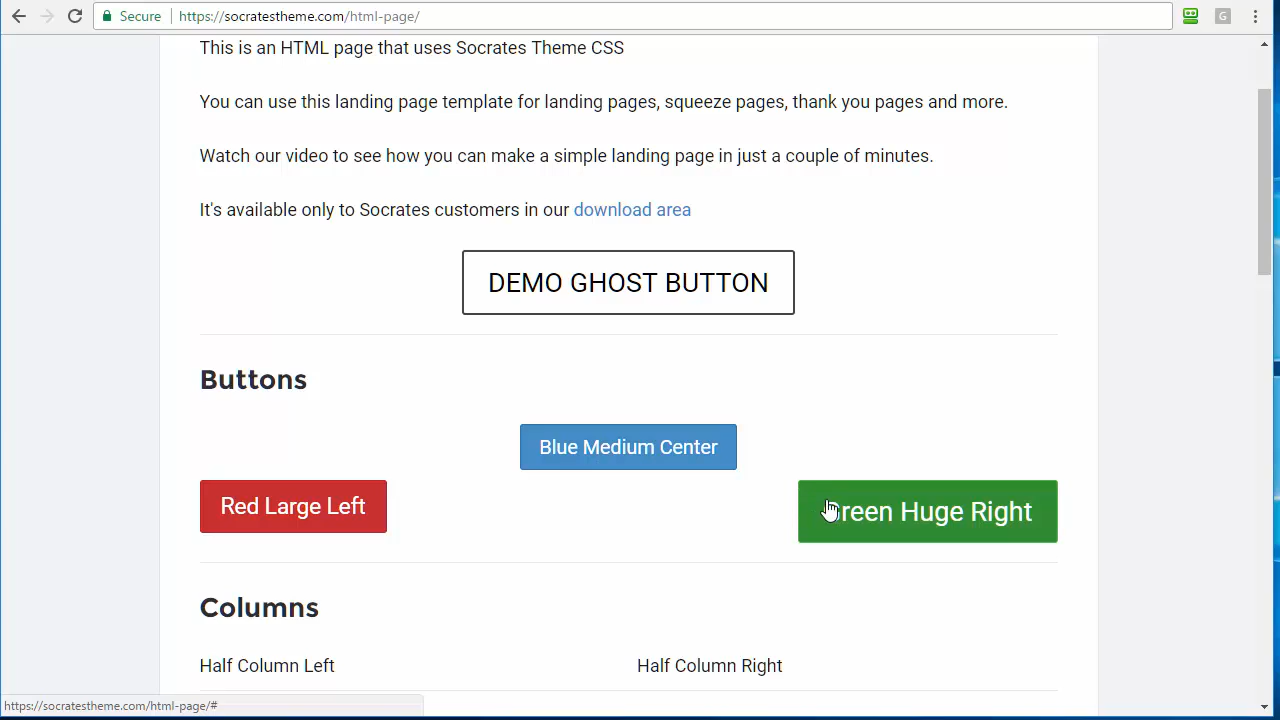 Secure https://socratestheme.com/html-page/ G
This is an HTML page that uses Socrates Theme CSS
You can use this landing page template for landing pages, squeeze pages, thank you pages and more.
Watch our video to see how you can make a simple landing page in just a couple of minutes.
It's available only to Socrates customers in our download area
DEMO GHOST BUTTON
Buttons
Blue Medium Center
Red Large Left
Green Huge Right
Columns
Half Column Left
Half Column Right
https://socratestheme.com/html-page/#